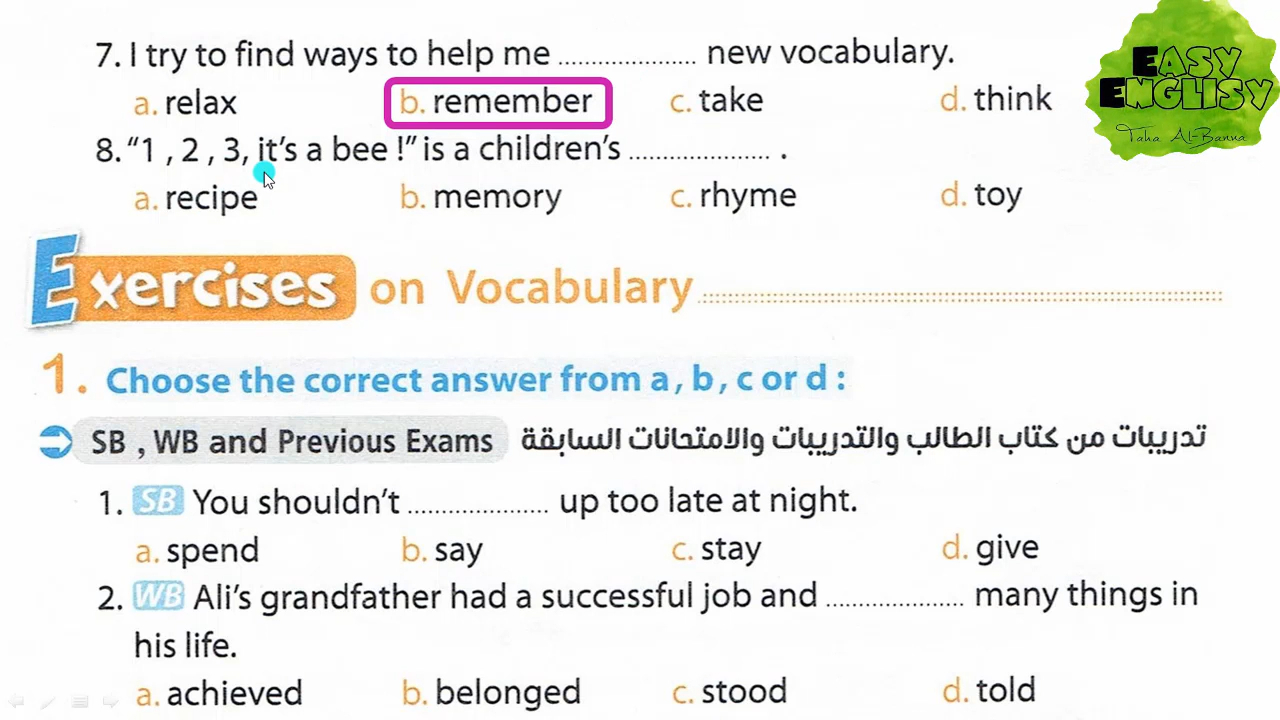 7. I try to find ways to help me .................... new vocabulary.
a. relax b. remember c. take d. think
8. “1 , 2 , 3, it’s a bee !” is a children’s .................... .
a. recipe b. memory c. rhyme d. toy
EASY
ENGLISY
Taha Al-Banna
Exercises on Vocabulary
1. Choose the correct answer from a , b , c or d :
SB , WB and Previous Exams تدريبات من كتاب الطالب والتدريبات والامتحانات السابقة
1. SB You shouldn’t .................... up too late at night.
a. spend b. say c. stay d. give
2. WB Ali’s grandfather had a successful job and .................... many things in
his life.
a. achieved b. belonged c. stood d. told